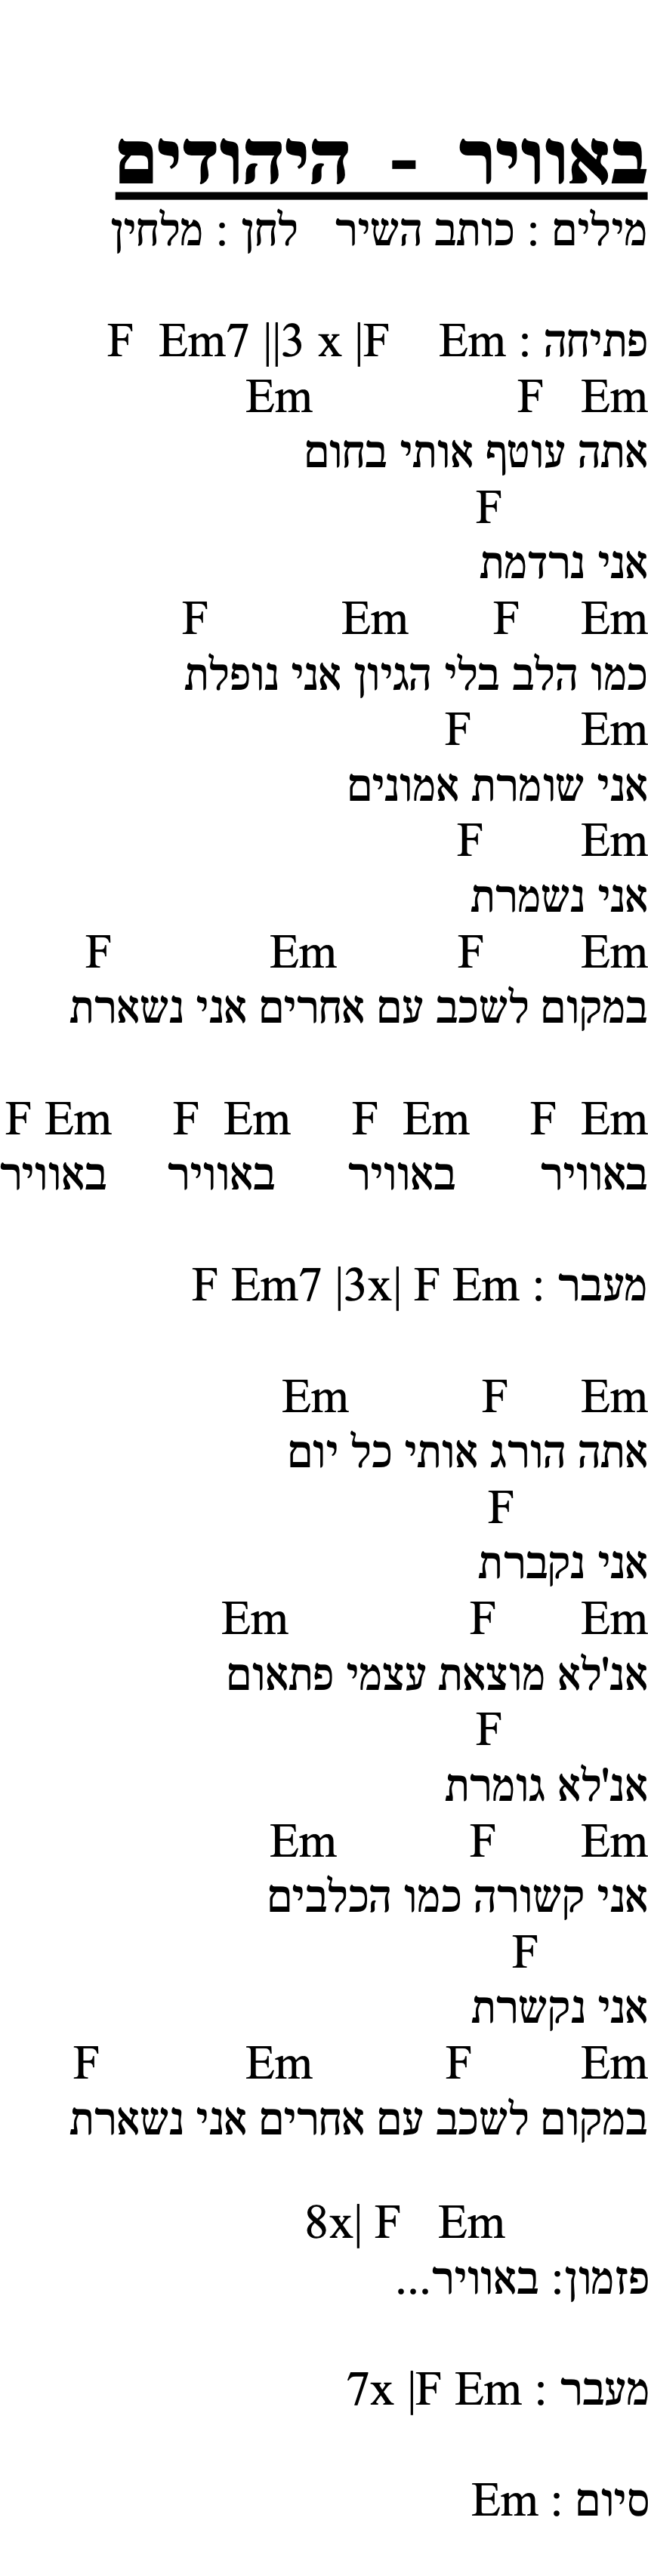 באוויר - היהודים
מילים : כותב השיר לחן : מלחין
פתיחה : F Em7 ||3 x |F Em
Em F Em
אתה עוטף אותי בחום
F
אני נרדמת
F Em F Em
כמו הלב בלי הגיון אני נופלת
F Em
אני שומרת אמונים
F Em
אני נשמרת
F Em F Em
במקום לשכב עם אחרים אני נשארת
F Em F Em F Em F Em
באוויר באוויר באוויר באוויר
מעבר : F Em7 |3x| F Em
Em F Em
אתה הורג אותי כל יום
F
אני נקברת
Em F Em
אנ'לא מוצאת עצמי פתאום
F
אנ'לא גומרת
Em F Em
אני קשורה כמו הכלבים
F
אני נקשרת
F Em F Em
במקום לשכב עם אחרים אני נשארת
8x| F Em
פזמון: באוויר...
מעבר : 7x |F Em
סיום : Em